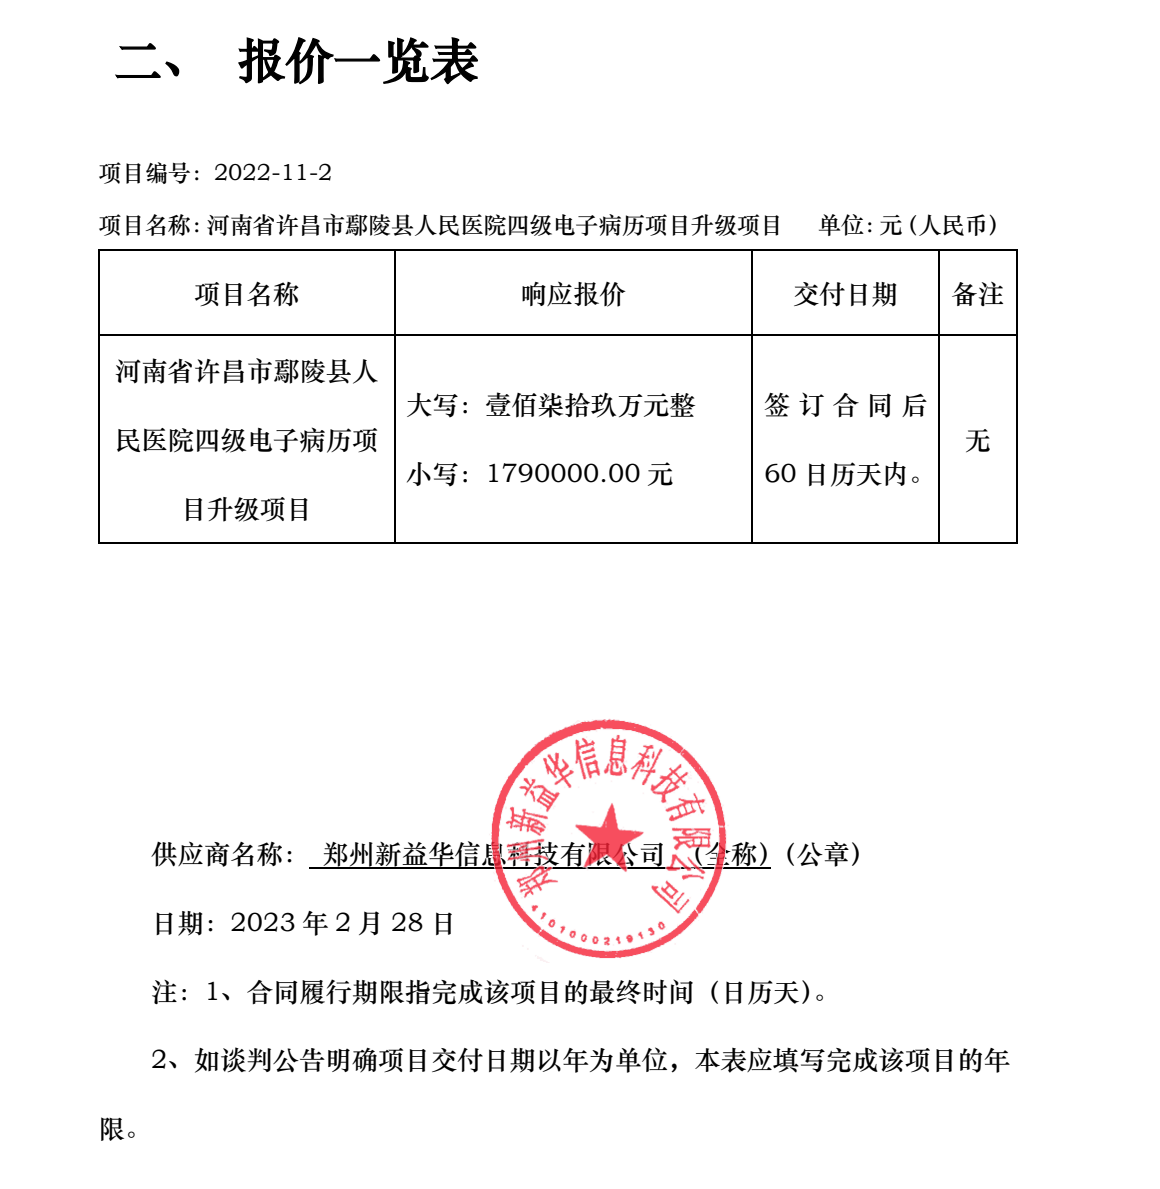 二、 报价一览表
项目编号：2022-11-2
项目名称：河南省许昌市鄢陵县人民医院四级电子病历项目升级项目 单位：元（人民币）
项目名称 响应报价 交付日期 备注
河南省许昌市鄢陵县人
民医院四级电子病历项
目升级项目
大写：壹佰柒拾玖万元整
小写：1790000.00 元
签订合同后
60 日历天内。
无
郑州新益华信息科技有限公司
4101000219130
供应商名称： 郑州新益华信息科技有限公司 （全称）（公章）
日期：2023 年 2 月 28 日
注：1、合同履行期限指完成该项目的最终时间（日历天）。
2、如谈判公告明确项目交付日期以年为单位，本表应填写完成该项目的年
限。